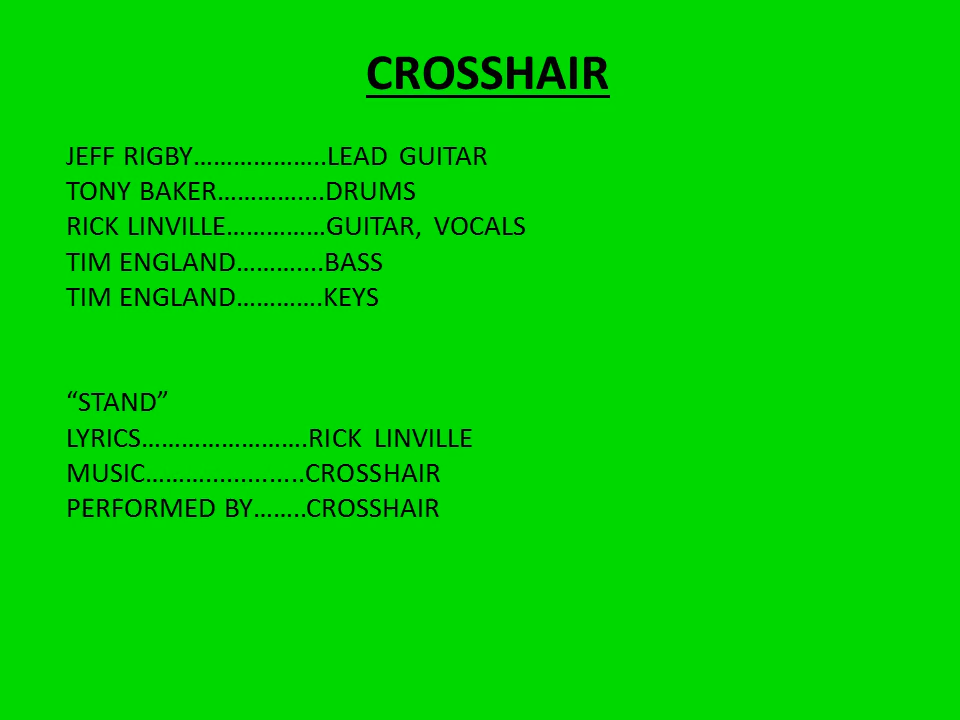 CROSSHAIR
JEFF RIGBY………………..LEAD GUITAR
TONY BAKER…………....DRUMS
RICK LINVILLE……………GUITAR, VOCALS
TIM ENGLAND………....BASS
TIM ENGLAND………….KEYS
“STAND”
LYRICS…………………….RICK LINVILLE
MUSIC………..............CROSSHAIR
PERFORMED BY……..CROSSHAIR